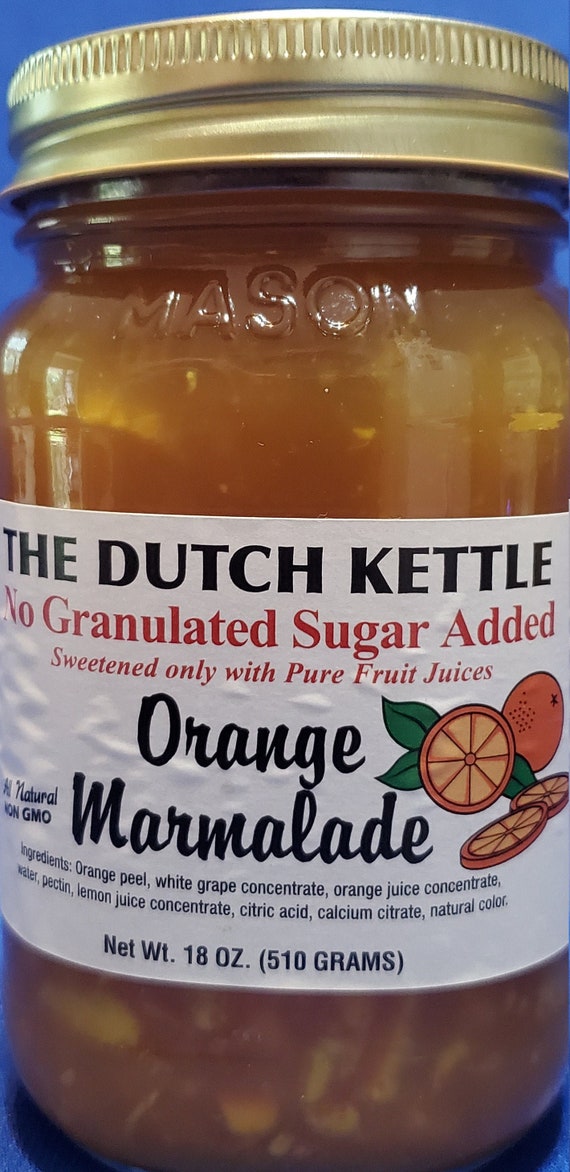 MASON
THE DUTCH KETTLE
No Granulated Sugar Added
Sweetened only with Pure Fruit Juices
Orange
Marmalade
All Natural
NON GMO
Ingredients: Orange peel, white grape concentrate, orange juice concentrate,
water, pectin, lemon juice concentrate, citric acid, calcium citrate, natural color.
Net Wt. 18 OZ. (510 GRAMS)